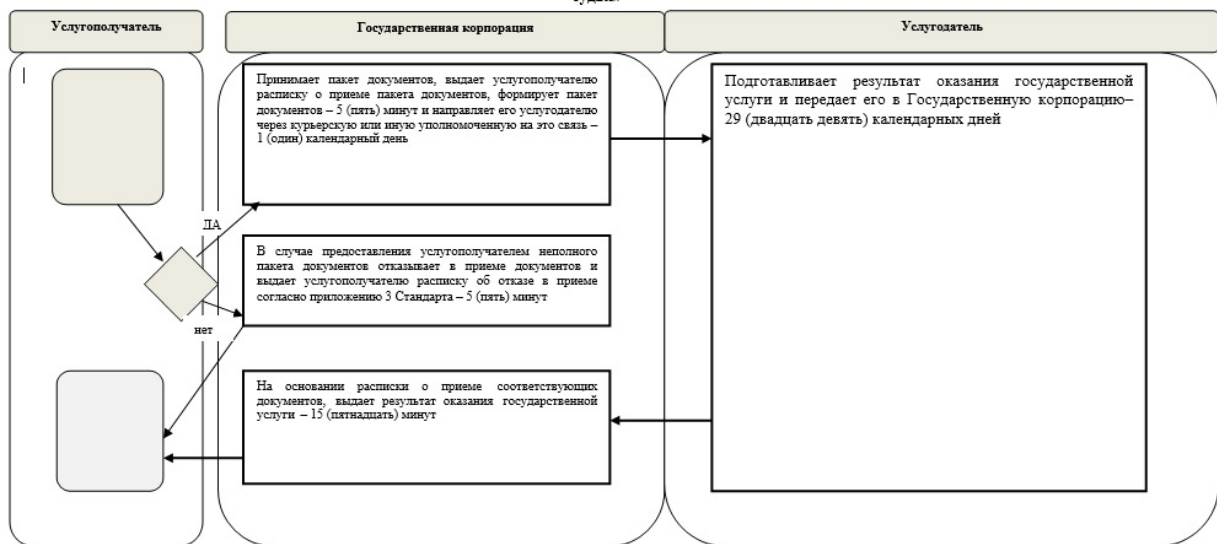 Услугополучатель
Государственная корпорация
Услугодатель
Принимает пакет документов, выдает услугополучателю
расписку о приеме пакета документов, формирует пакет
документов – 5 (пять) минут и направляет его услугодателю
через курьерскую или иную уполномоченную на это связь –
1 (один) календарный день
Подготавливает результат оказания государственной
услуги и передает его в Государственную корпорацию–
29 (двадцать девять) календарных дней
ДА
В случае предоставления услугополучателем неполного
пакета документов отказывает в приеме документов и
выдает услугополучателю расписку об отказе в приеме
согласно приложению 3 Стандарта – 5 (пять) минут
нет
На основании расписки о приеме соответствующих
документов, выдает результат оказания государственной
услуги – 15 (пятнадцать) минут